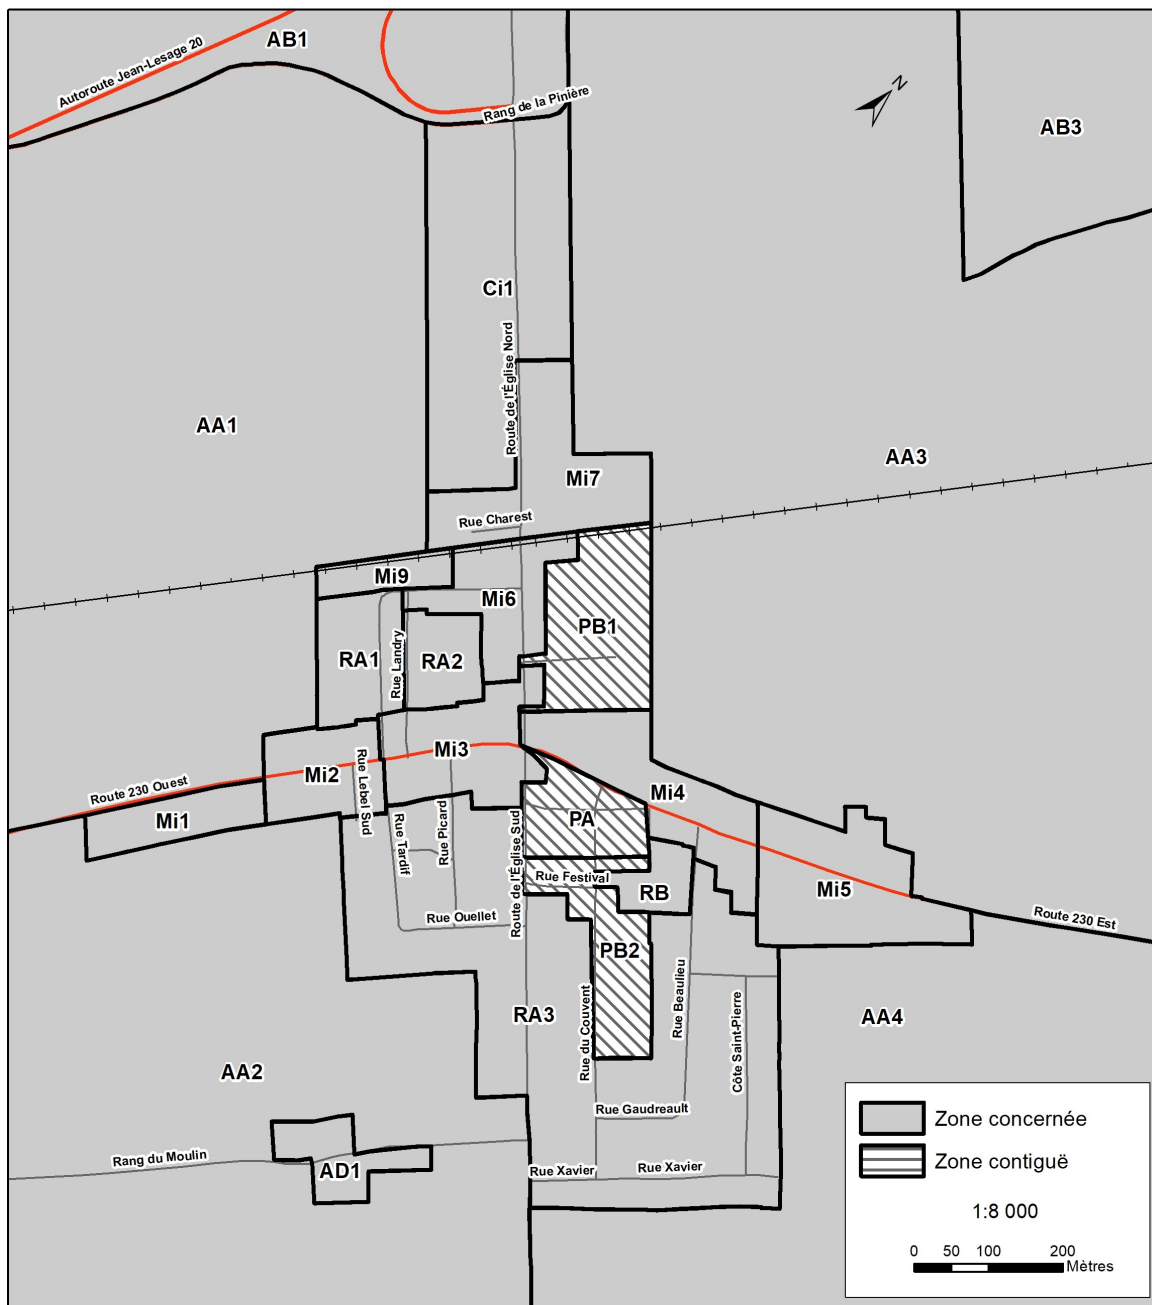 AB1
Autoroute Jean-Lesage 20
Rang de la Pinière
N
AB3
Ci1
Route de l'Église Nord
AA1
AA3
Mi7
Rue Charest
Mi9
Mi6
PB1
RA1
Rue Landry
RA2
Mi3
Mi2
Rue Lebel Sud
Route 230 Ouest
Mi1
Mi4
PA
Rue Tardif
Rue Picard
Route de l'Église Sud
Rue Festival
RB
Mi5
Rue Ouellet
Route 230 Est
PB2
RA3
Rue du Couvent
Rue Beaulieu
Côte Saint-Pierre
AA4
AA2
Rue Gaudreault
Rang du Moulin
AD1
Rue Xavier
Rue Xavier
Zone concernée
Zone contiguë
1:8 000
0 50 100 200
Mètres